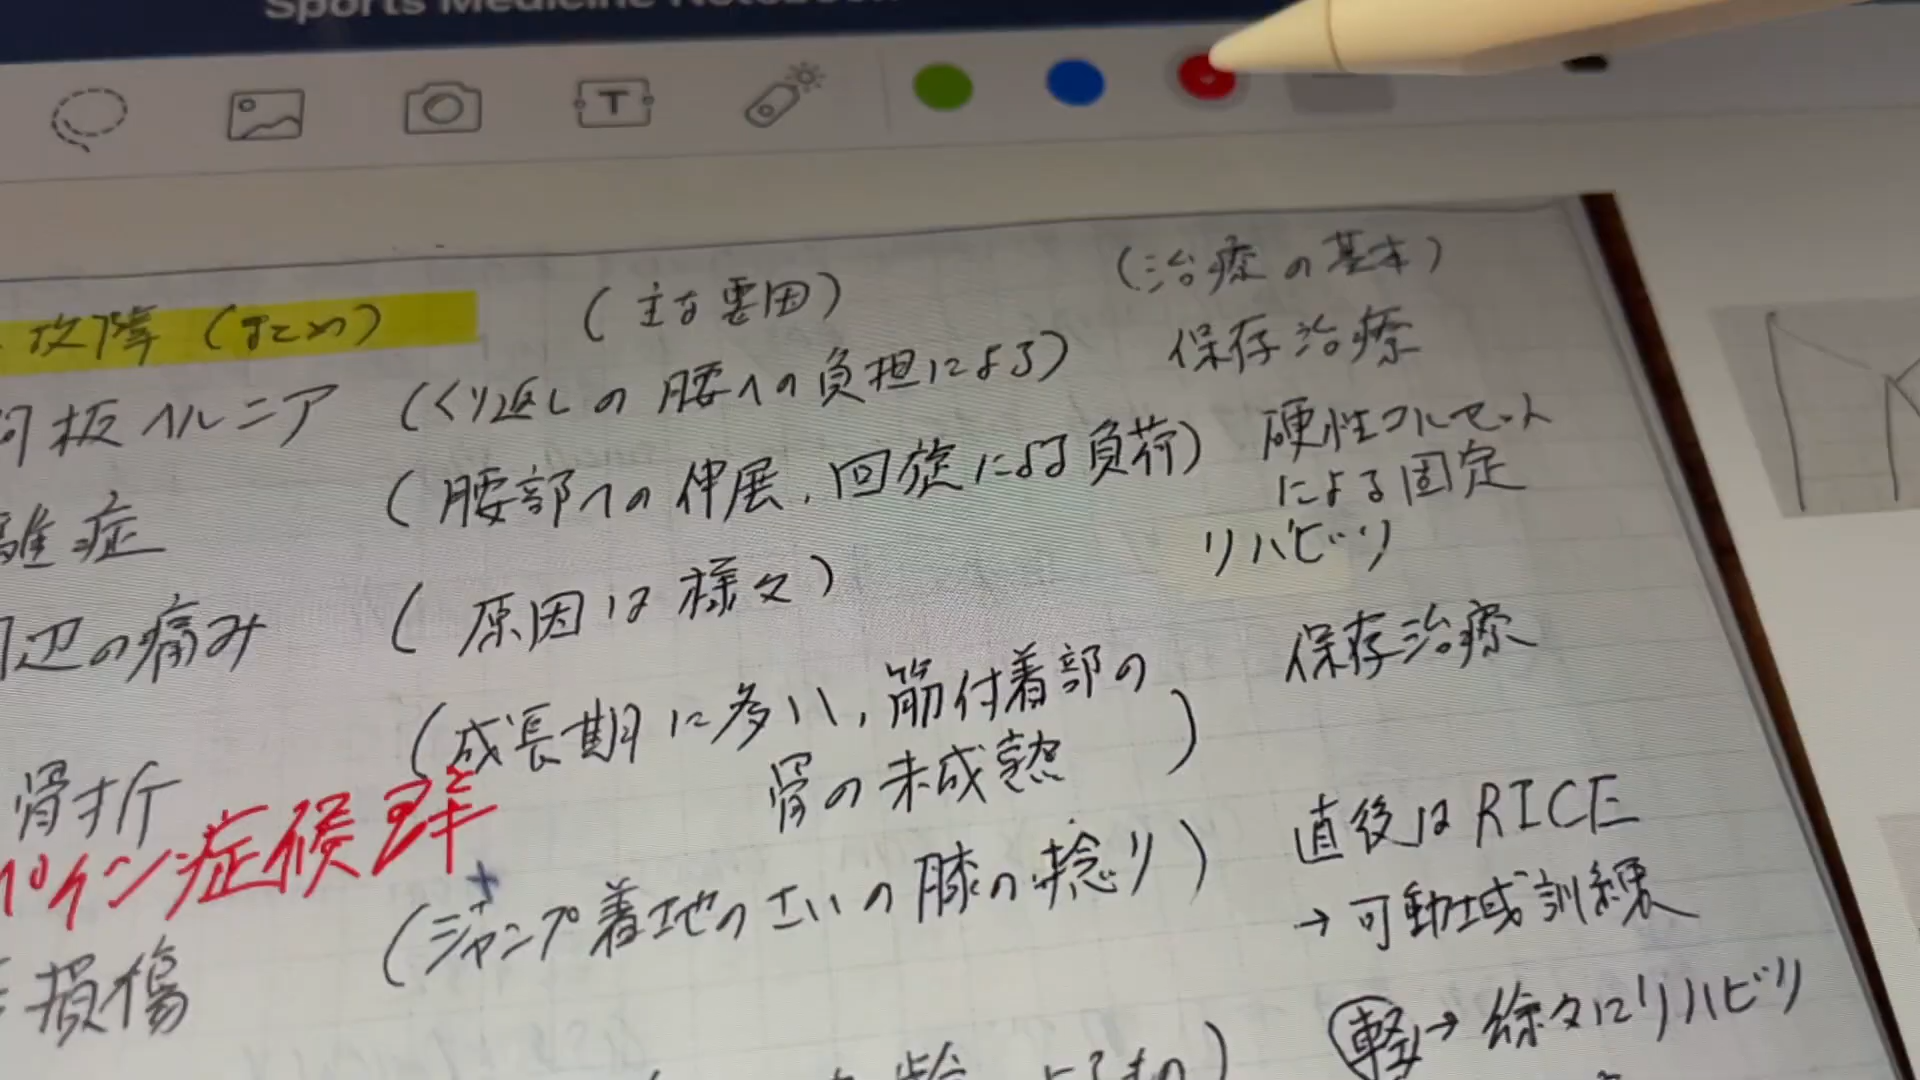 Sports Medicine Notebook
T
故障（まとめ）
（主な要因）
（治療の基本）
板ヘルニア
（くり返しの腰への負担による）
保存治療
離症
（腰部への伸展、回旋による負荷）
硬性コルセット
による固定
リハビリ
辺の痛み
（原因は様々）
保存治療
骨折
（成長期に多い、筋付着部の
骨の未成熟）
ペイン症候群
直後はRICE
→可動域訓練
損傷
（ジャンプ着地のさいの膝の捻り）
軽→徐々にリハビリ